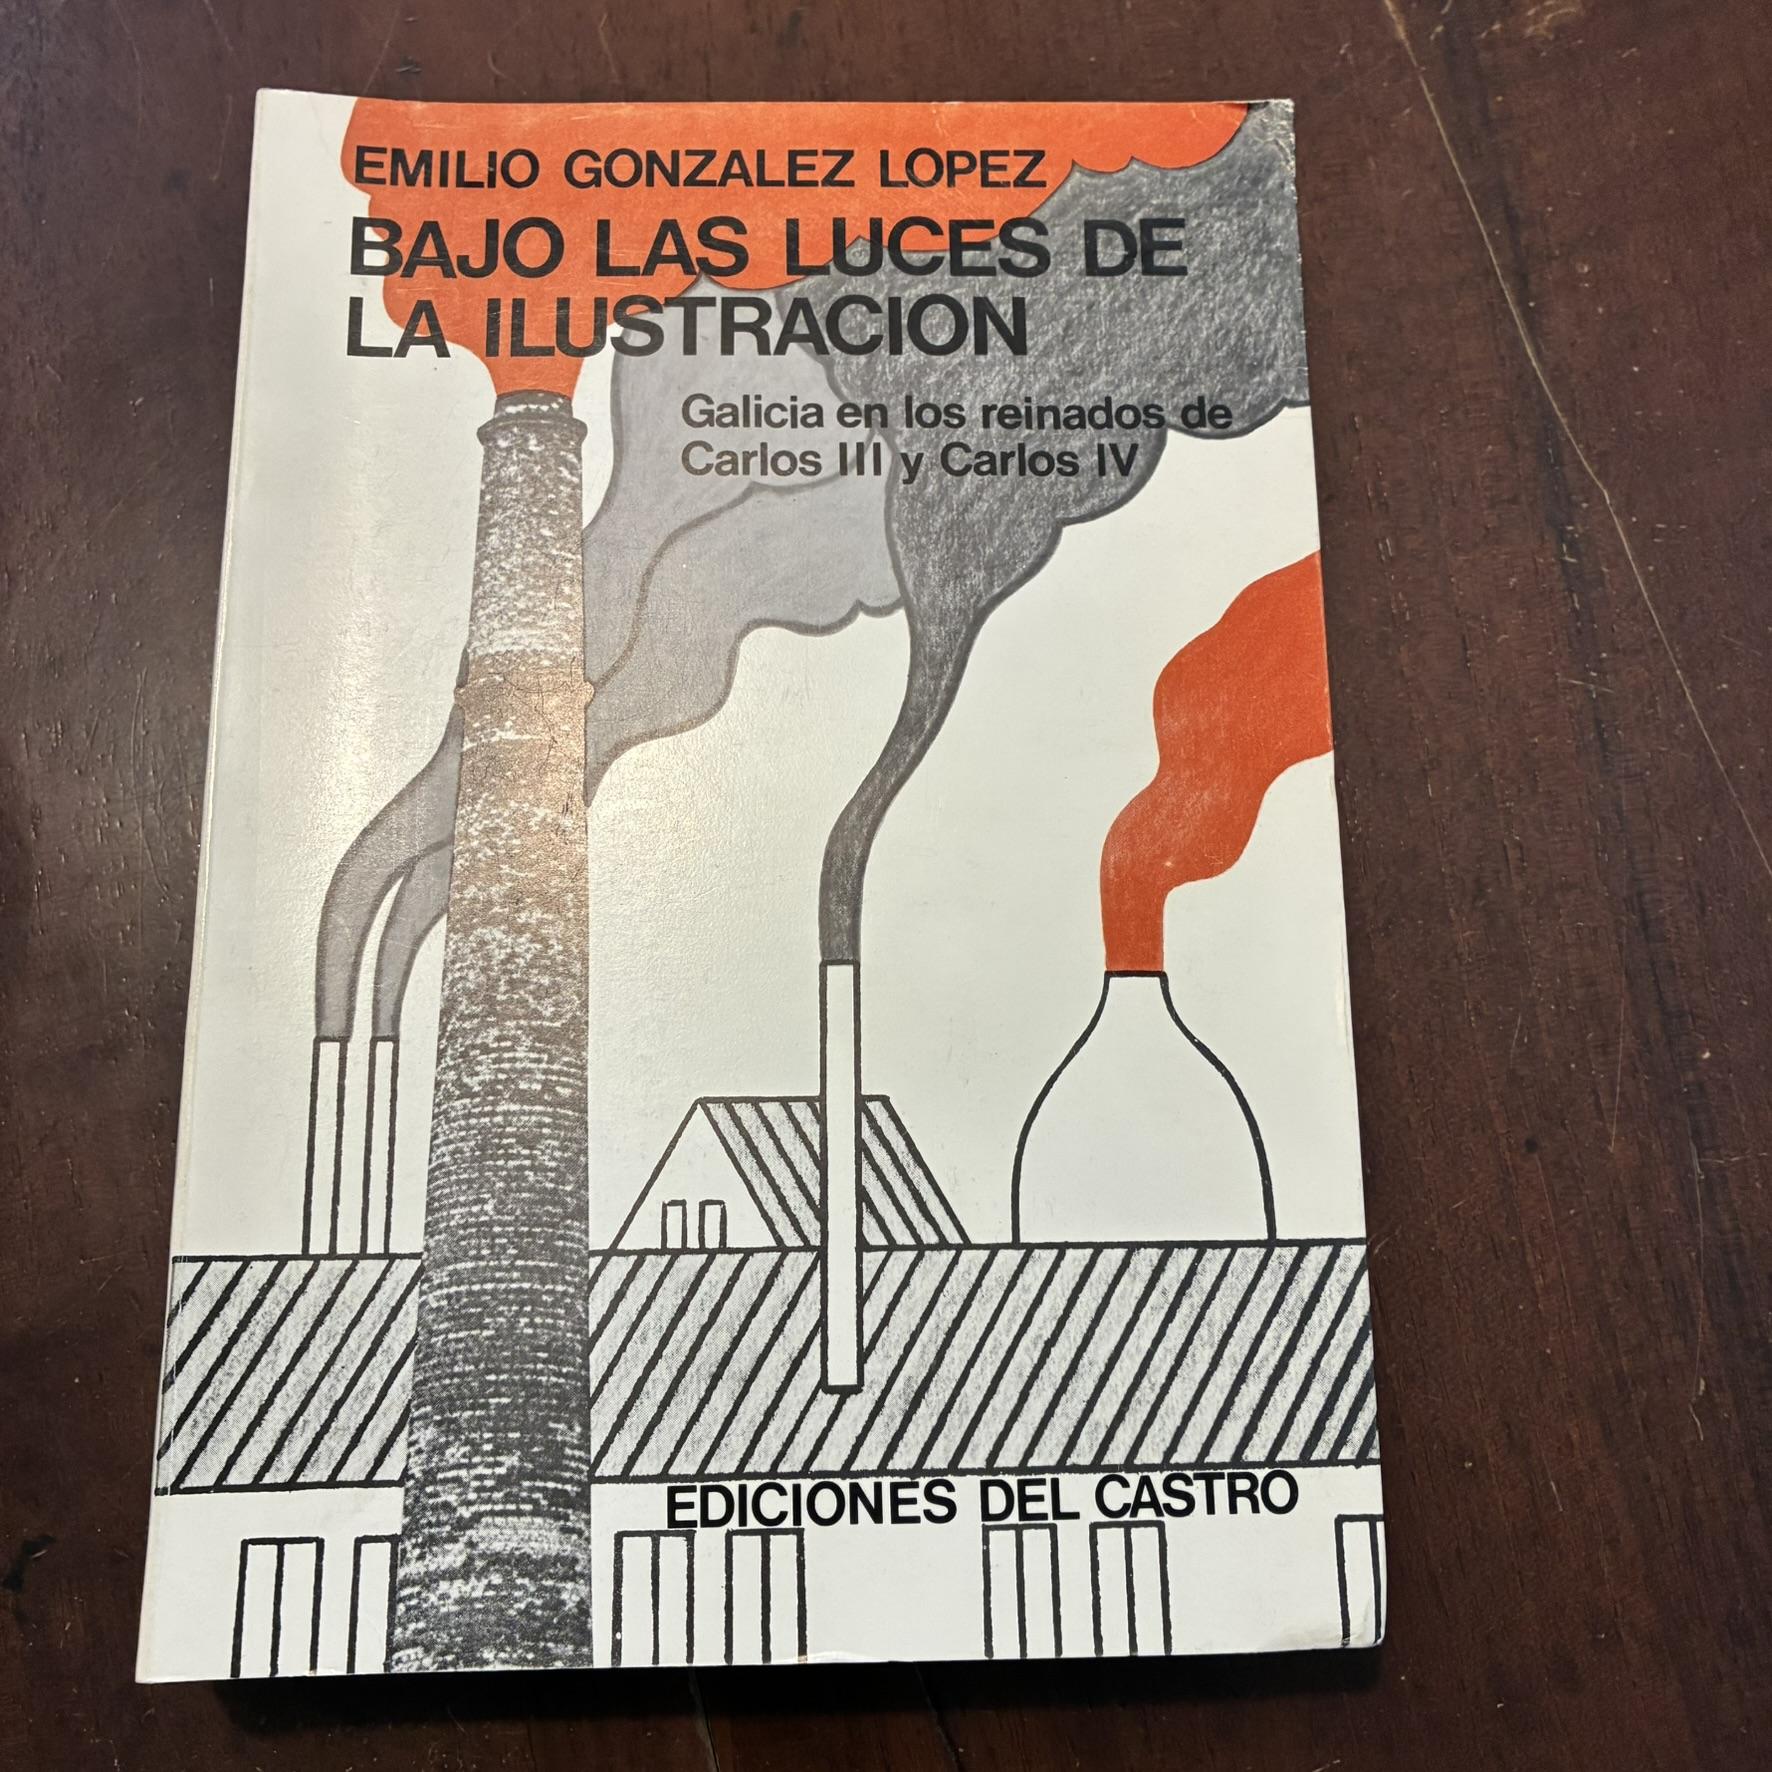 EMILIO GONZALEZ LOPEZ
BAJO LAS LUCES DE
LA ILUSTRACION
Galicia en los reinados de
Carlos III y Carlos IV
EDICIONES DEL CASTRO